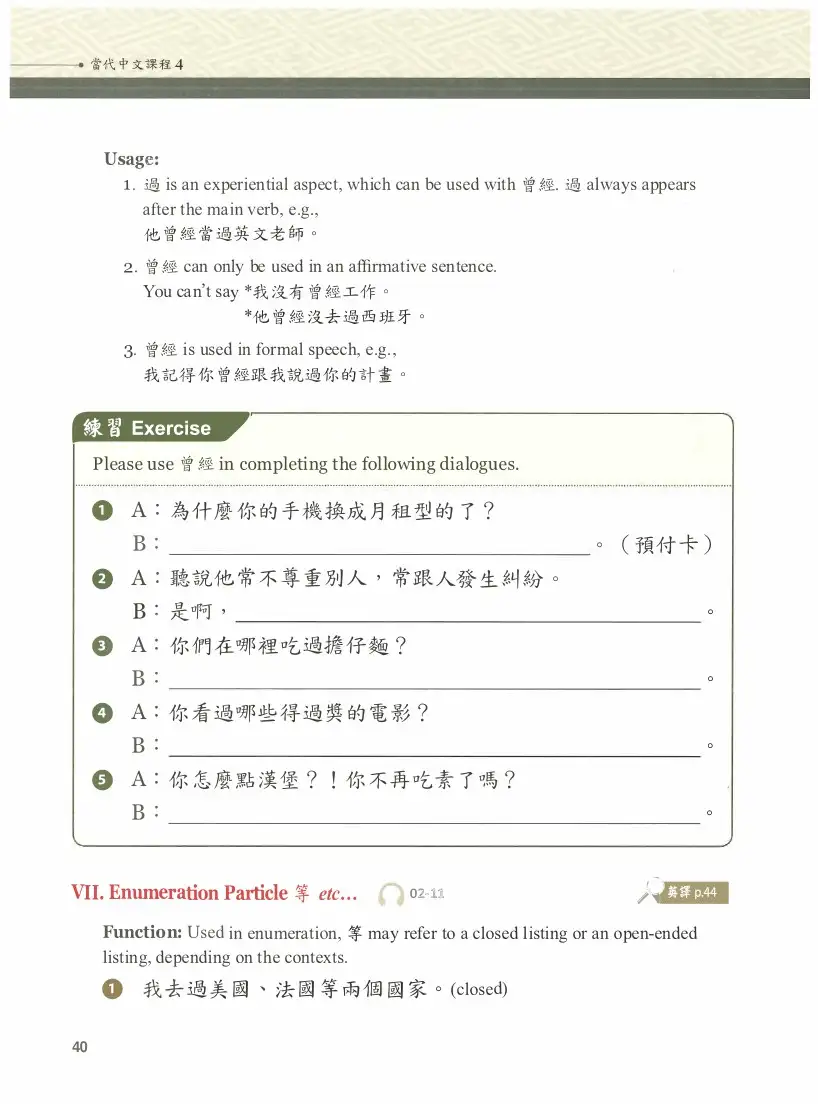 當代中文課程 4
Usage:
1. 過 is an experiential aspect, which can be used with 曾經. 過 always appears
after the main verb, e.g.,
他曾經當過英文老師。
2. 曾經 can only be used in an affirmative sentence.
You can't say *我沒有曾經工作。
*他曾經沒去過西班牙。
3. 曾經 is used in formal speech, e.g.,
我記得你曾經跟我說過你的計畫。
練習 Exercise
Please use 曾經 in completing the following dialogues.
1 A：為什麼你的手機換成月租型的了？
B：。（預付卡）
2 A：聽說他常不尊重別人，常跟人發生糾紛。
B：是啊，。
3 A：你們在哪裡吃過擔仔麵？
B：。
4 A：你看過哪些得過獎的電影？
B：。
5 A：你怎麼點漢堡？！你不再吃素了嗎？
B：。
VII. Enumeration Particle 等 etc... 02-11 英譯 p.44
Function: Used in enumeration, 等 may refer to a closed listing or an open-ended
listing, depending on the contexts.
1 我去過美國、法國等兩個國家。(closed)
40